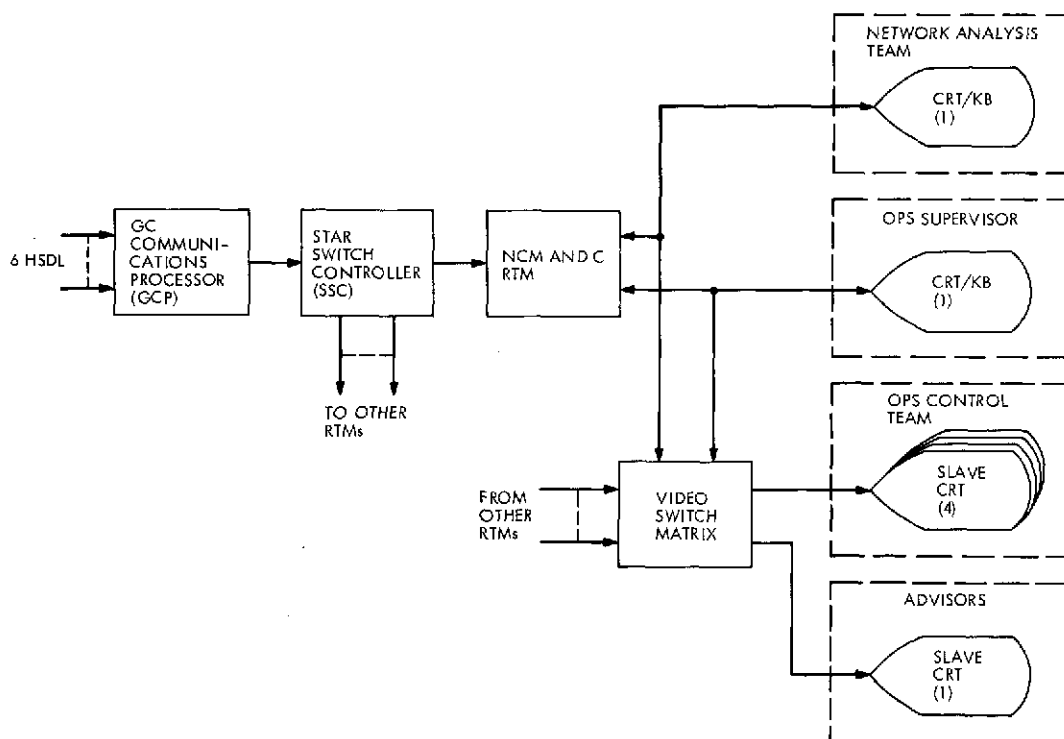 NETWORK ANALYSIS
TEAM
CRT/KB
(1)
OPS SUPERVISOR
CRT/KB
(1)
6 HSDL
GC
COMMUNI-
CATIONS
PROCESSOR
(GCP)
STAR
SWITCH
CONTROLLER
(SSC)
NCM AND C
RTM
TO OTHER
RTMs
OPS CONTROL
TEAM
SLAVE
CRT
(4)
FROM
OTHER
RTMs
VIDEO
SWITCH
MATRIX
ADVISORS
SLAVE
CRT
(1)